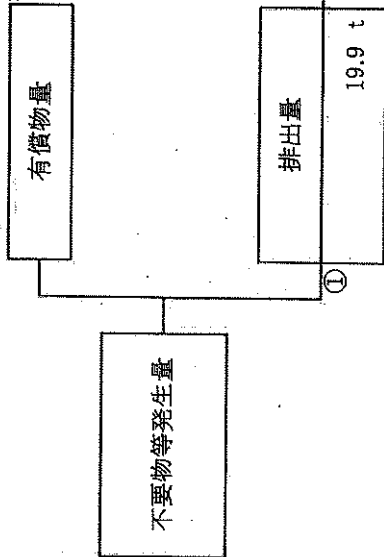 不要物等発生量
有償物量
①
排出量
19.9 t